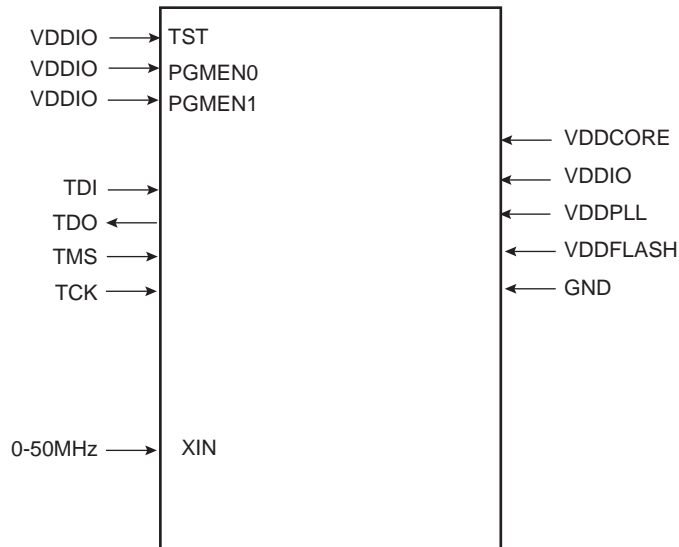 VDDIO TST
VDDIO PGMEN0
VDDIO PGMEN1
VDDCORE
VDDIO
TDI
VDDPLL
TDO
VDDFLASH
TMS
GND
TCK
0-50MHz XIN